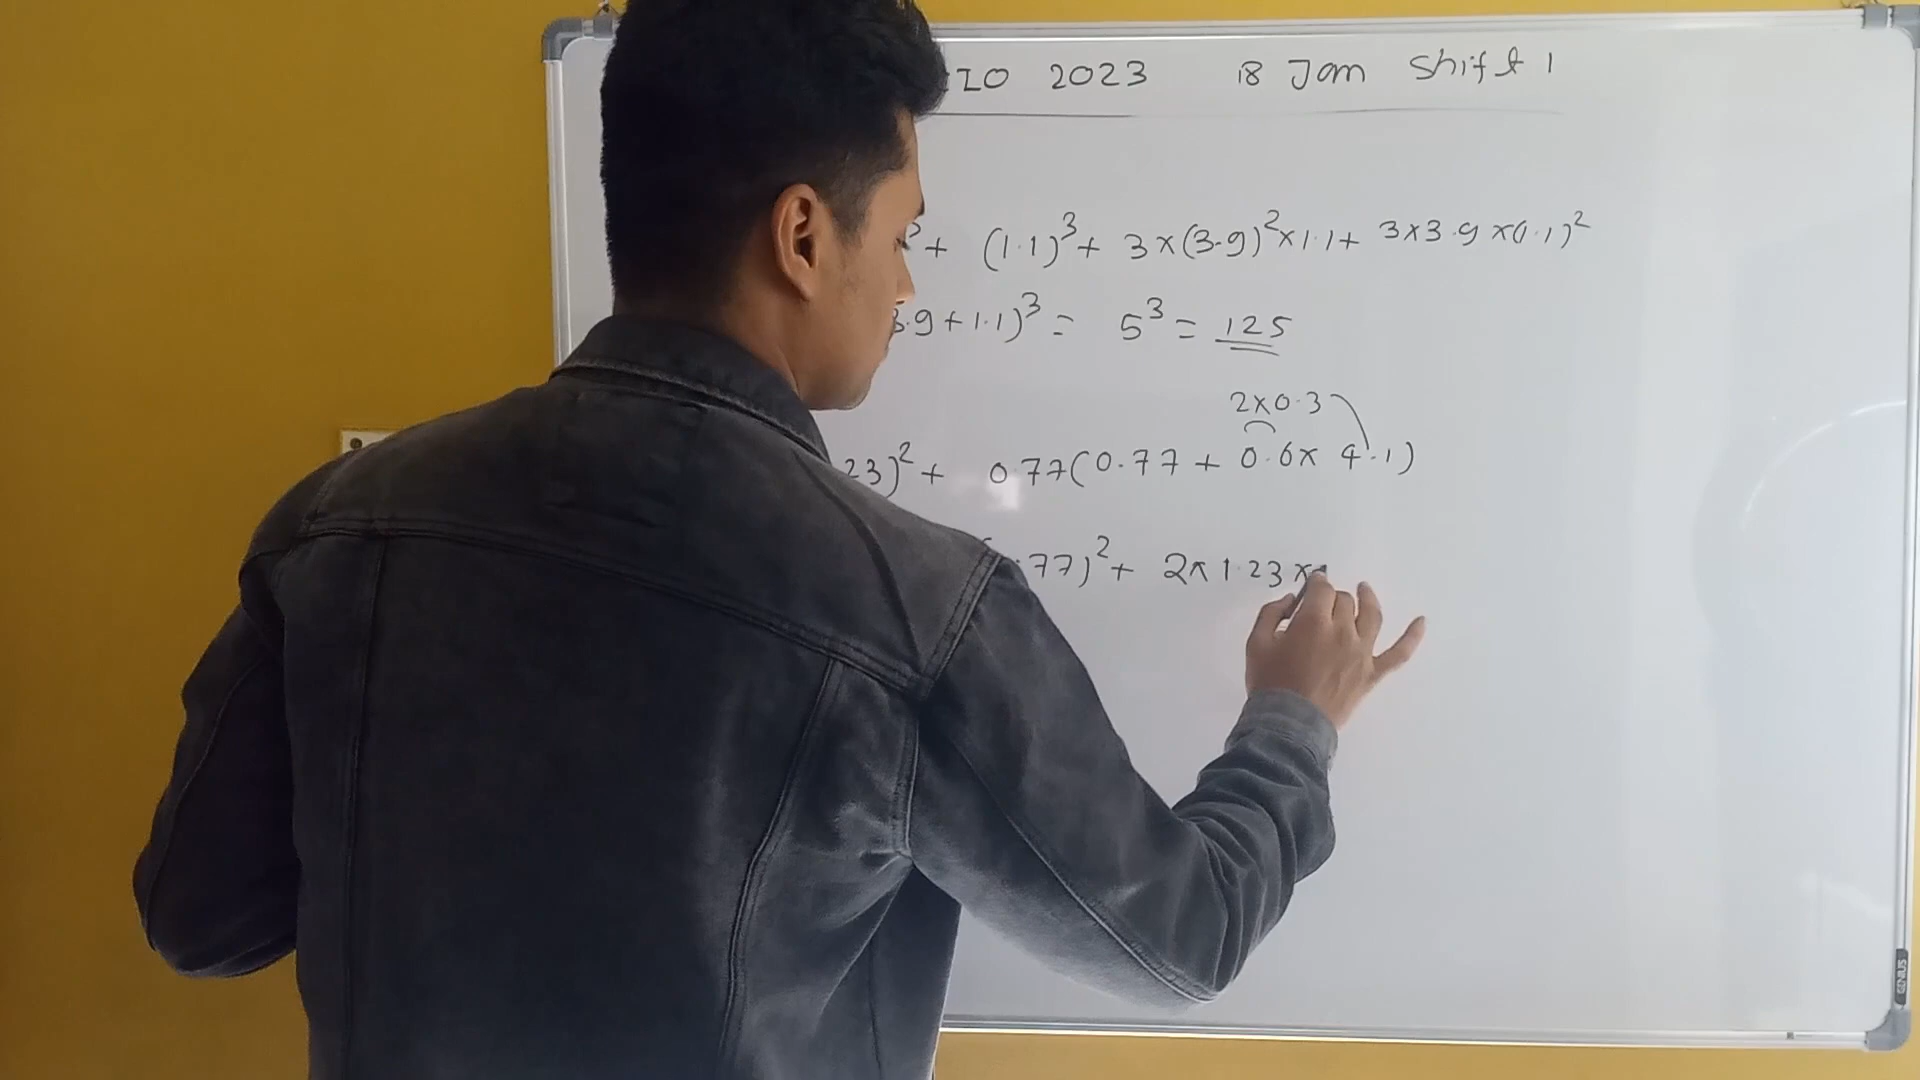 IO 2023 18 Jan Shift 1
+ (1.1)³ + 3×(3.9)²×1.1 + 3×3.9×(1.1)²
3.9+1.1)³ = 5³ = 125
2×0.3
23)² + 0.77(0.77 + 0.6× 4.1)
.77)² + 2×1.23×
GENIUS